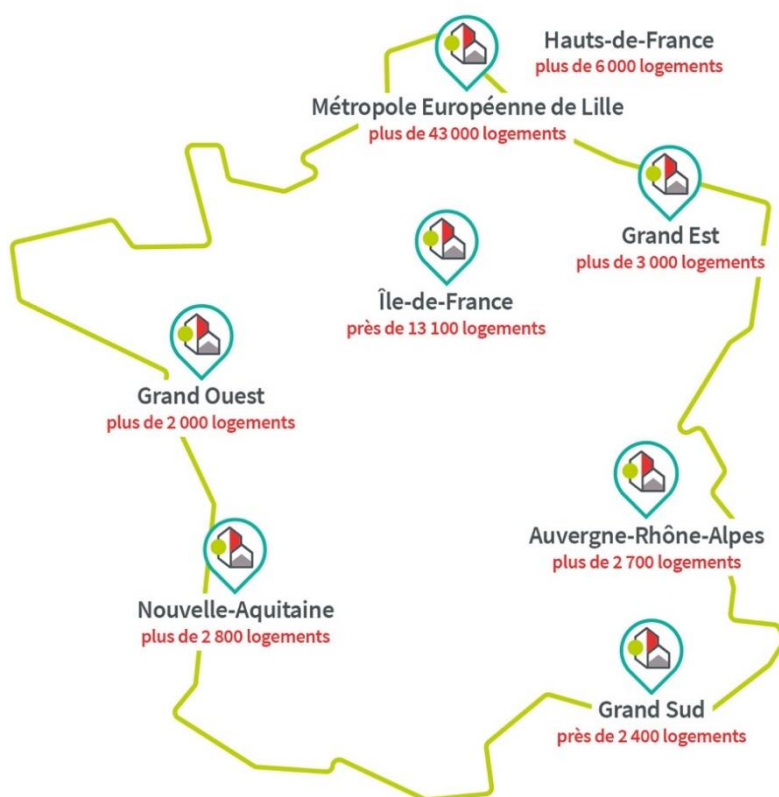 Hauts-de-France
plus de 6 000 logements
Métropole Européenne de Lille
plus de 43 000 logements
Grand Est
plus de 3 000 logements
Île-de-France
près de 13 100 logements
Grand Ouest
plus de 2 000 logements
Auvergne-Rhône-Alpes
plus de 2 700 logements
Nouvelle-Aquitaine
plus de 2 800 logements
Grand Sud
près de 2 400 logements